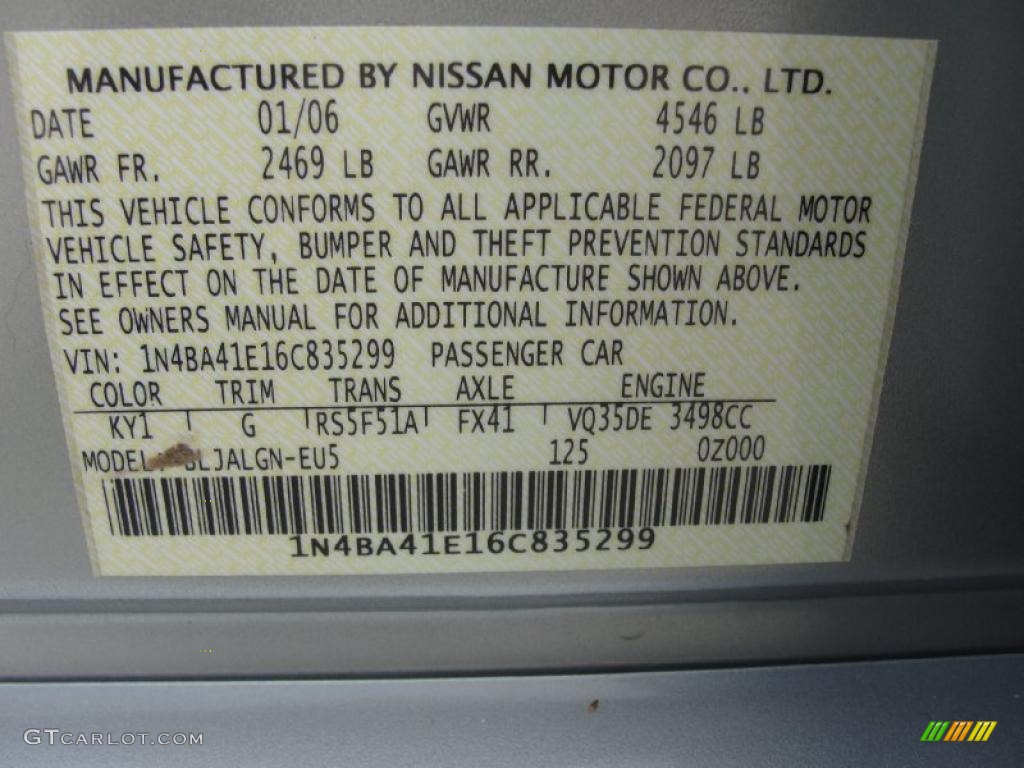 MANUFACTURED BY NISSAN MOTOR CO., LTD.
DATE 01/06 GVWR 4546 LB
GAWR FR. 2469 LB GAWR RR. 2097 LB
THIS VEHICLE CONFORMS TO ALL APPLICABLE FEDERAL MOTOR
VEHICLE SAFETY, BUMPER AND THEFT PREVENTION STANDARDS
IN EFFECT ON THE DATE OF MANUFACTURE SHOWN ABOVE.
SEE OWNERS MANUAL FOR ADDITIONAL INFORMATION.
VIN: 1N4BA41E16C835299 PASSENGER CAR
COLOR TRIM TRANS AXLE ENGINE
KY1 G RS5F51A FX41 VQ35DE 3498CC
MODEL 125 0Z000
1N4BA41E16C835299
GTCARLOT.COM